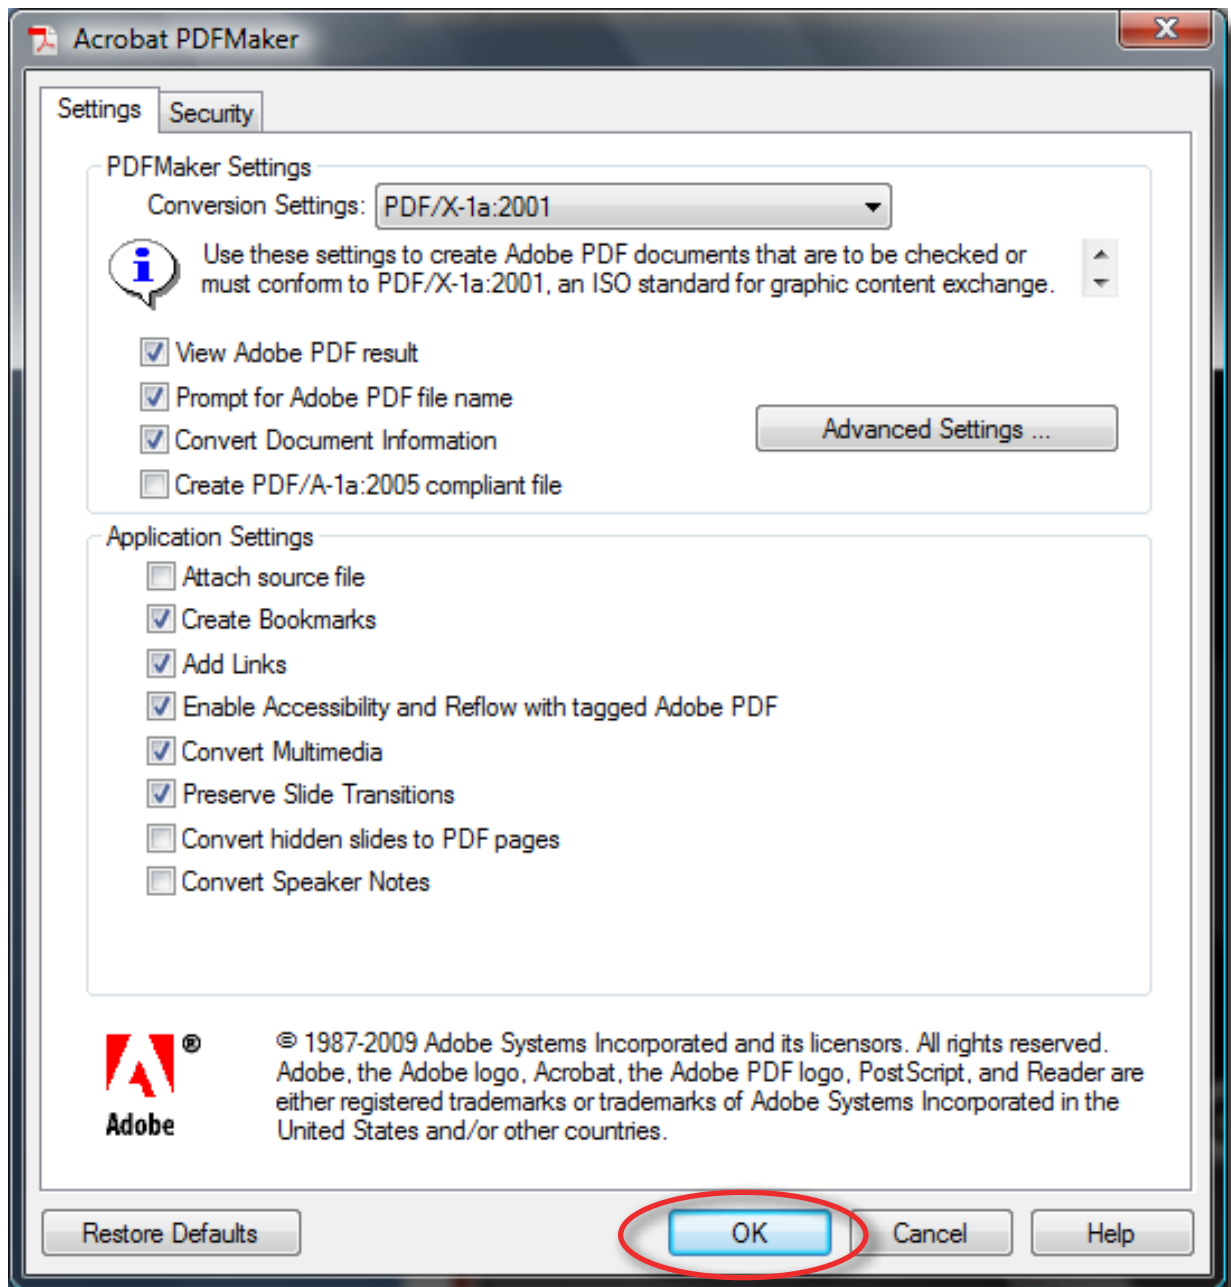 Acrobat PDFMaker
Settings
Security
PDFMaker Settings
Conversion Settings: PDF/X-1a:2001
Use these settings to create Adobe PDF documents that are to be checked or
must conform to PDF/X-1a:2001, an ISO standard for graphic content exchange.
View Adobe PDF result
Prompt for Adobe PDF file name
Convert Document Information
Advanced Settings ...
Create PDF/A-1a:2005 compliant file
Application Settings
Attach source file
Create Bookmarks
Add Links
Enable Accessibility and Reflow with tagged Adobe PDF
Convert Multimedia
Preserve Slide Transitions
Convert hidden slides to PDF pages
Convert Speaker Notes
® © 1987-2009 Adobe Systems Incorporated and its licensors. All rights reserved.
Adobe, the Adobe logo, Acrobat, the Adobe PDF logo, PostScript, and Reader are
either registered trademarks or trademarks of Adobe Systems Incorporated in the
United States and/or other countries.
Adobe
Restore Defaults
OK
Cancel
Help